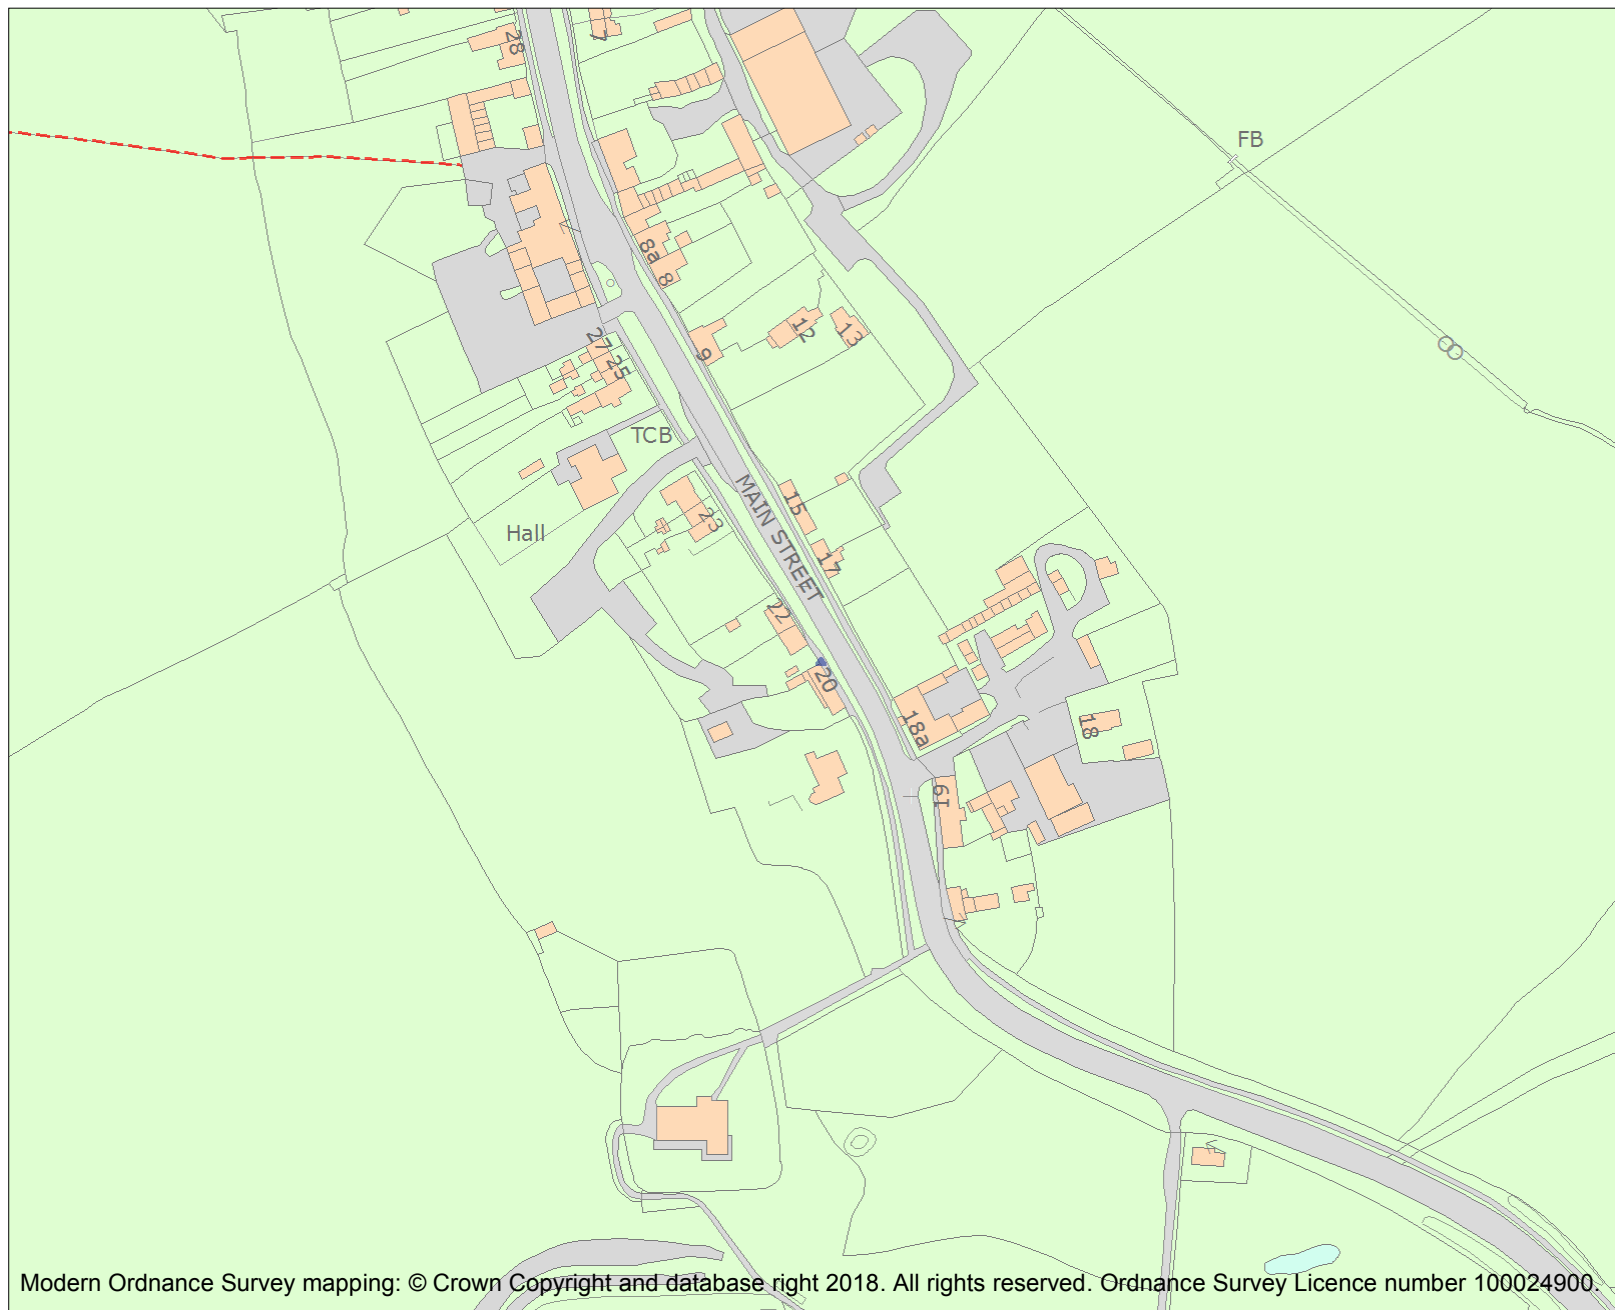 28
7
FB
8a
8
27
25
9
12
13
TCB
MAIN STREET
15
Hall
23
17
22
20
18a
18
19
Modern Ordnance Survey mapping: © Crown Copyright and database right 2018. All rights reserved. Ordnance Survey Licence number 100024900.